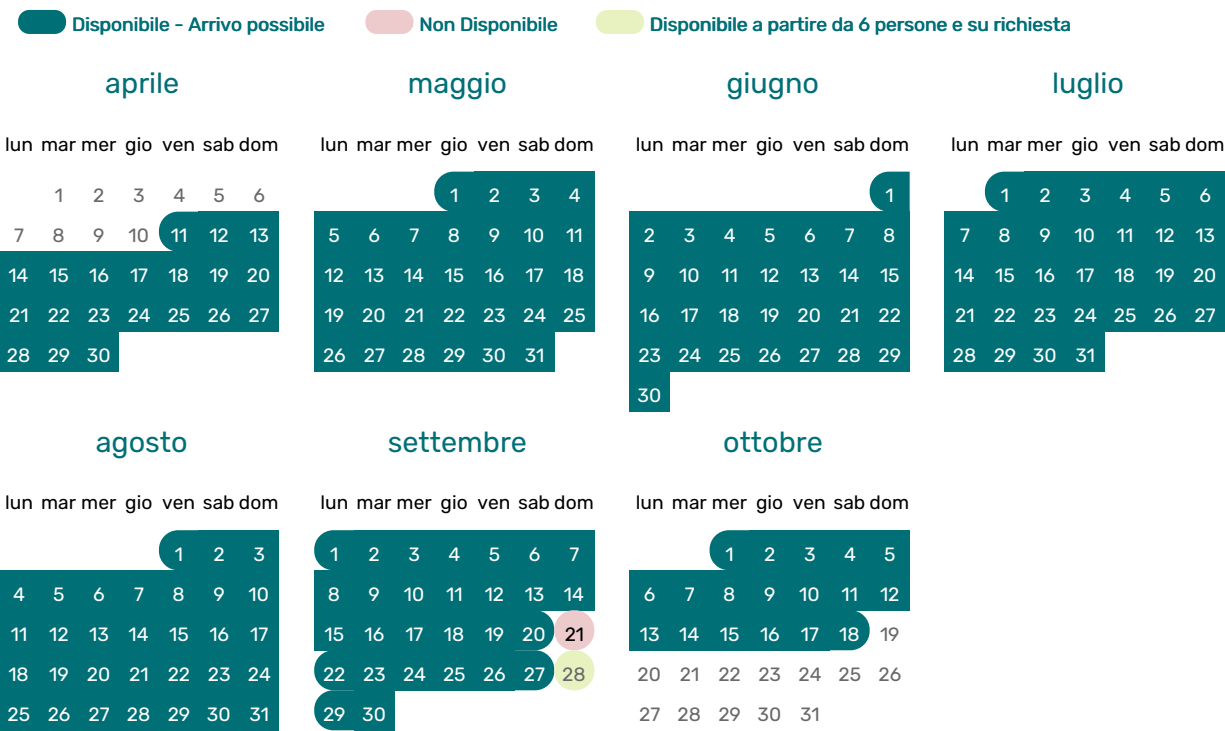 Disponibile - Arrivo possibile Non Disponibile Disponibile a partire da 6 persone e su richiesta
aprile maggio giugno luglio
lun mar mer gio ven sab dom lun mar mer gio ven sab dom lun mar mer gio ven sab dom lun mar mer gio ven sab dom
1 2 3 4 5 6 1 2 3 4 1 1 2 3 4 5 6
7 8 9 10 11 12 13 5 6 7 8 9 10 11 2 3 4 5 6 7 8 7 8 9 10 11 12 13
14 15 16 17 18 19 20 12 13 14 15 16 17 18 9 10 11 12 13 14 15 14 15 16 17 18 19 20
21 22 23 24 25 26 27 19 20 21 22 23 24 25 16 17 18 19 20 21 22 21 22 23 24 25 26 27
28 29 30 26 27 28 29 30 31 23 24 25 26 27 28 29 28 29 30 31
30
agosto settembre ottobre
lun mar mer gio ven sab dom lun mar mer gio ven sab dom lun mar mer gio ven sab dom
1 2 3 1 2 3 4 5 6 7 1 2 3 4 5
4 5 6 7 8 9 10 8 9 10 11 12 13 14 6 7 8 9 10 11 12
11 12 13 14 15 16 17 15 16 17 18 19 20 21 13 14 15 16 17 18 19
18 19 20 21 22 23 24 22 23 24 25 26 27 28 20 21 22 23 24 25 26
25 26 27 28 29 30 31 29 30 27 28 29 30 31